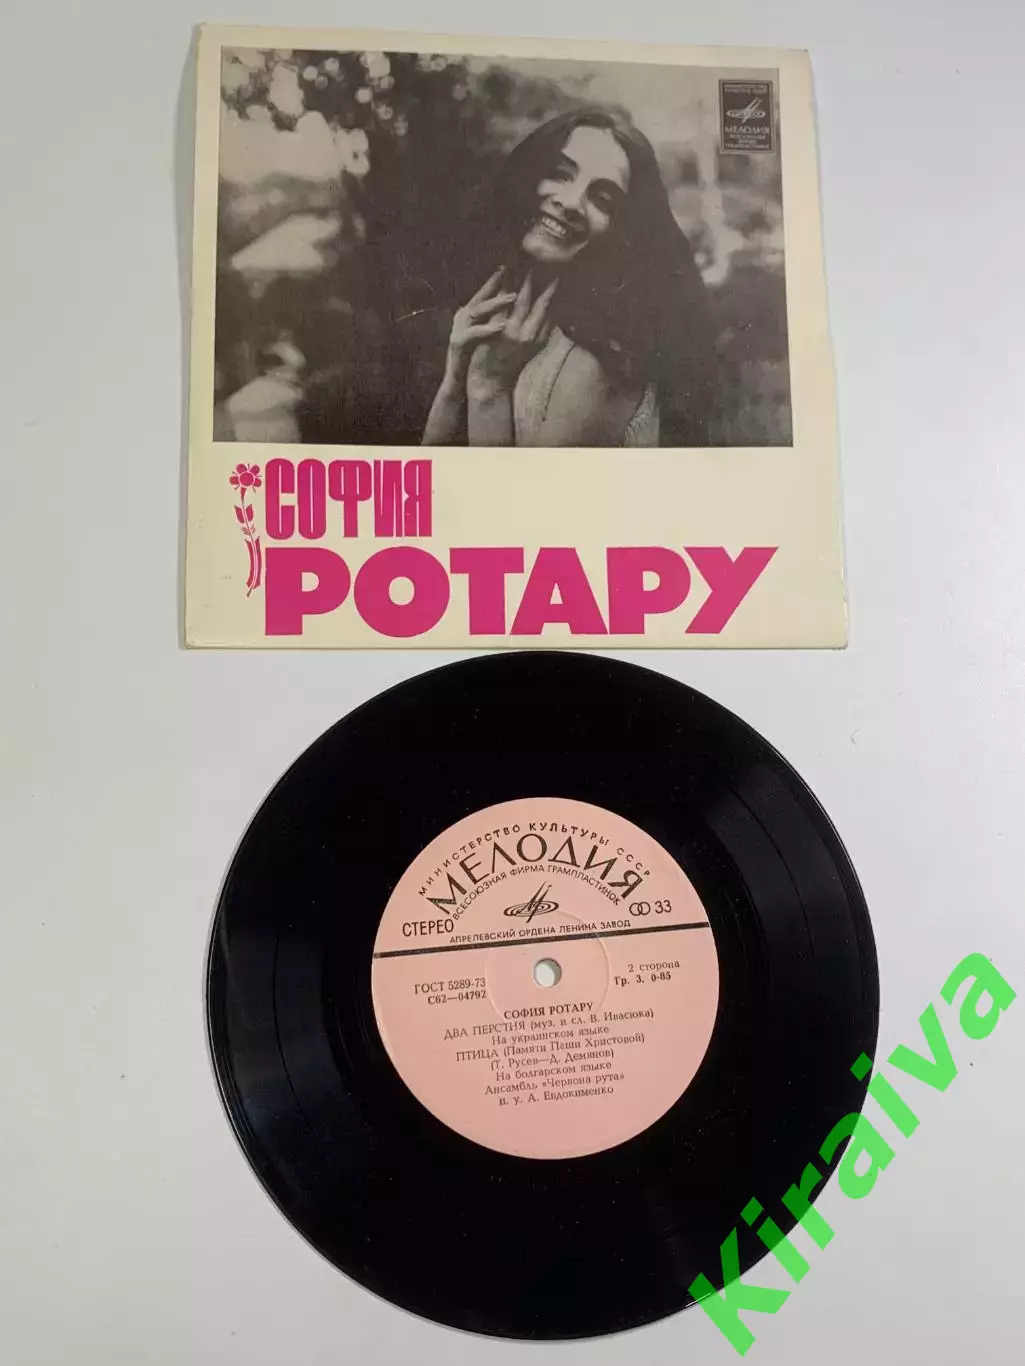 МЕЛОДИЯ
СОФИЯ
РОТАРУ
МИНИСТЕРСТВО КУЛЬТУРЫ СССР
МЕЛОДИЯ
ВСЕСОЮЗНАЯ ФИРМА ГРАМПЛАСТИНОК
СТЕРЕО
33
АПРЕЛЕВСКИЙ ОРДЕНА ЛЕНИНА ЗАВОД
ГОСТ 5289-73
2 сторона
С62—04792
Гр. 3. 0-85
СОФИЯ РОТАРУ
ДВА ПЕРСТНЯ (муз. и сл. В. Ивасюка)
На украинском языке
ПТИЦА (Памяти Паши Христовой)
(Т. Русев—Д. Демянов)
На болгарском языке
Ансамбль «Червона рута»
п. у. А. Евдокименко
Kiraiva